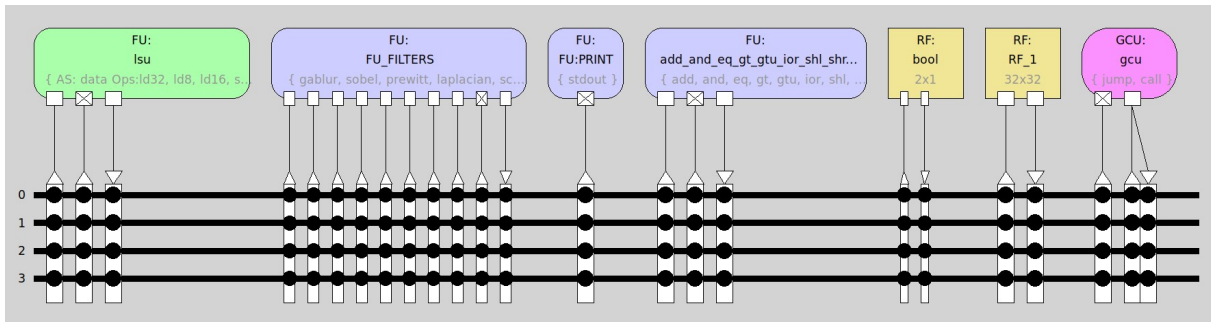 FU:
lsu
{ AS: data Ops:ld32, ld8, ld16, s...
FU:
FU_FILTERS
{ gablur, sobel, prewitt, laplacian, sc...
FU:
FU:PRINT
{ stdout }
FU:
add_and_eq_gt_gtu_ior_shl_shr...
{ add, and, eq, gt, gtu, ior, shl, ...
RF:
bool
2x1
RF:
RF_1
32x32
GCU:
gcu
{ jump, call }
0
1
2
3